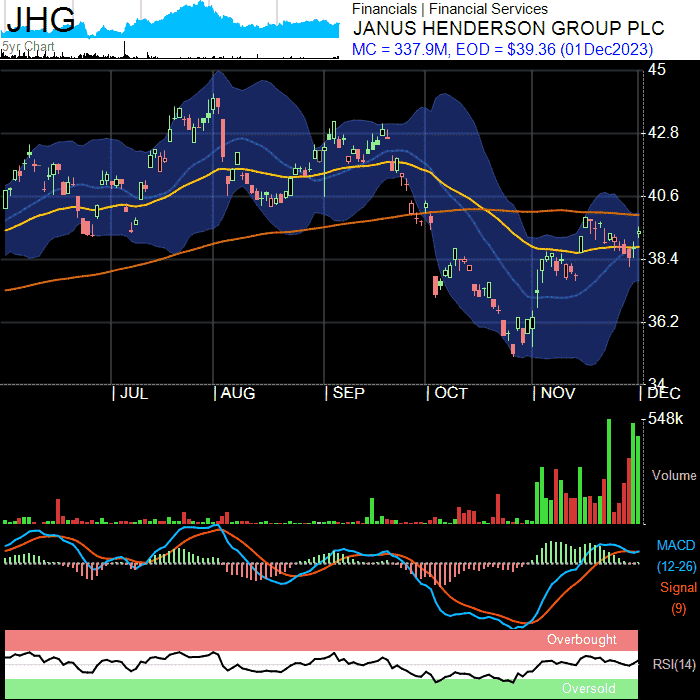 JHG
5yr Chart
Financials | Financial Services
JANUS HENDERSON GROUP PLC
MC = 337.9M, EOD = $39.36 (01Dec2023)
45
42.8
40.6
38.4
36.2
34
JUL
AUG
SEP
OCT
NOV
DEC
548k
Volume
MACD
(12-26)
Signal
(9)
Overbought
RSI(14)
Oversold